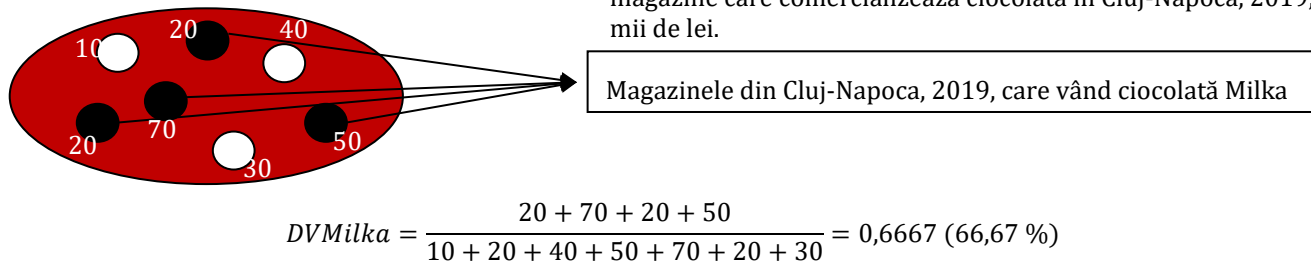 magazine care comercializează ciocolată în Cluj-Napoca, 2019,
mii de lei.
10
20
40
Magazinele din Cluj-Napoca, 2019, care vând ciocolată Milka
20
70
50
30
DVMilka = \frac{20 + 70 + 20 + 50}{10 + 20 + 40 + 50 + 70 + 20 + 30} = 0,6667 (66,67 %)